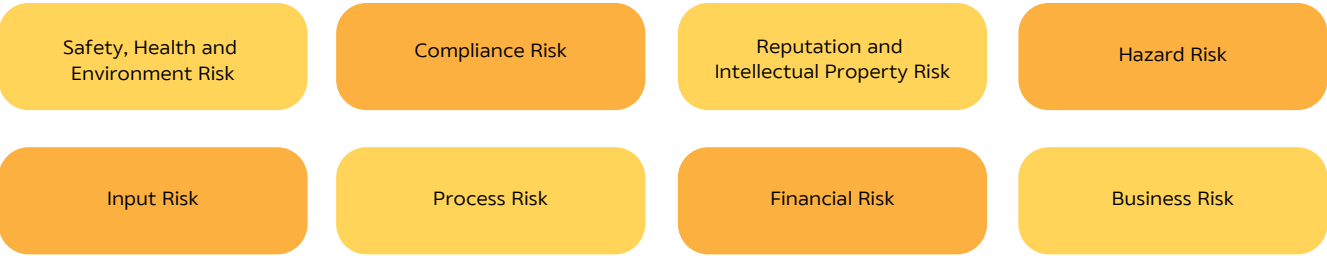 Safety, Health and
Environment Risk
Compliance Risk
Reputation and
Intellectual Property Risk
Hazard Risk
Input Risk
Process Risk
Financial Risk
Business Risk